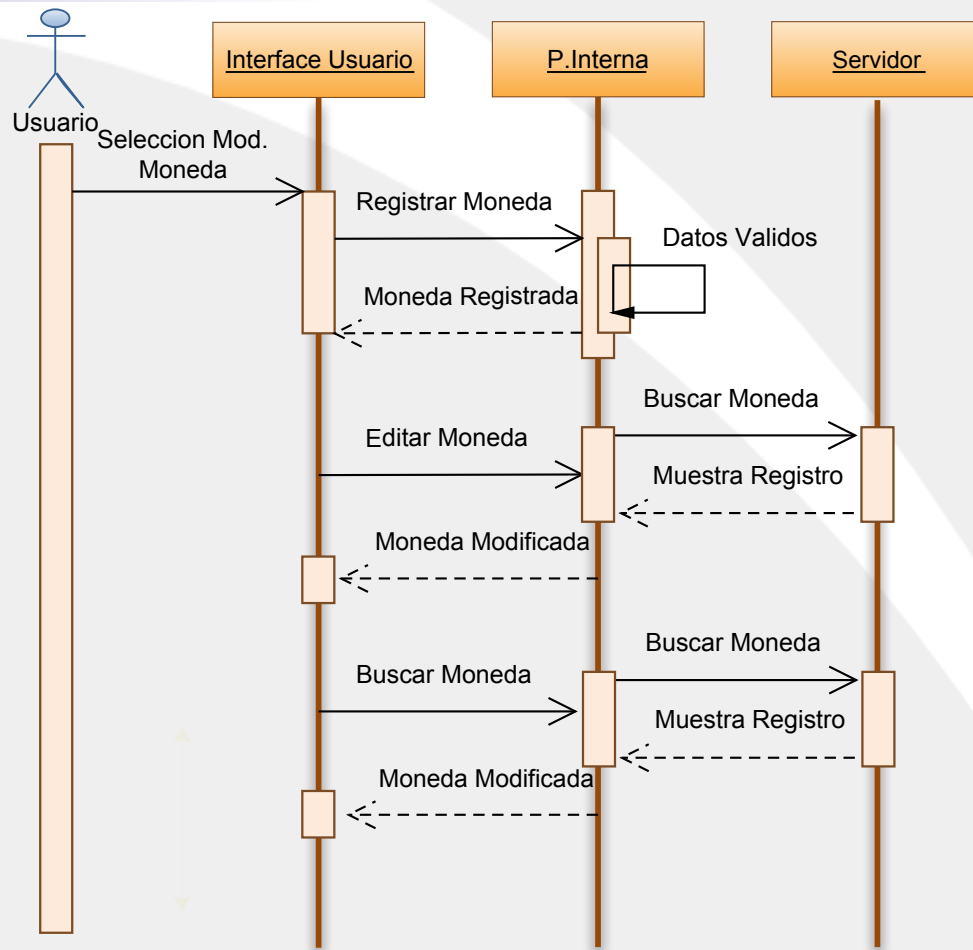 Interface Usuario
P.Interna
Servidor
Usuario
Seleccion Mod.
Moneda
Registrar Moneda
Datos Validos
Moneda Registrada
Buscar Moneda
Editar Moneda
Muestra Registro
Moneda Modificada
Buscar Moneda
Buscar Moneda
Muestra Registro
Moneda Modificada